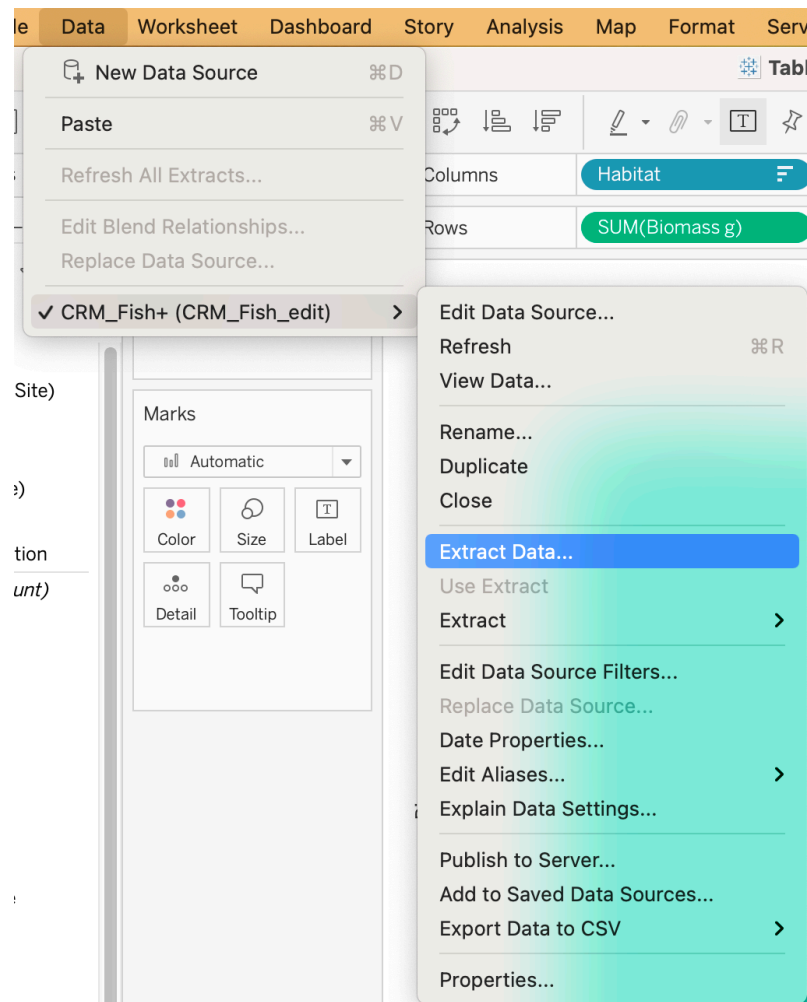 Data Worksheet Dashboard Story Analysis Map Format
New Data Source ⌘D
Paste ⌘V
Refresh All Extracts...
Edit Blend Relationships...
Replace Data Source...
✓ CRM_Fish+ (CRM_Fish_edit)
Columns
Habitat
Rows
SUM(Biomass g)
Site)
tion
Marks
Automatic
Color Size Label
Detail Tooltip
Edit Data Source...
Refresh ⌘R
View Data...
Rename...
Duplicate
Close
Extract Data...
Use Extract
Extract
Edit Data Source Filters...
Replace Data Source...
Date Properties...
Edit Aliases...
Explain Data Settings...
Publish to Server...
Add to Saved Data Sources...
Export Data to CSV
Properties...